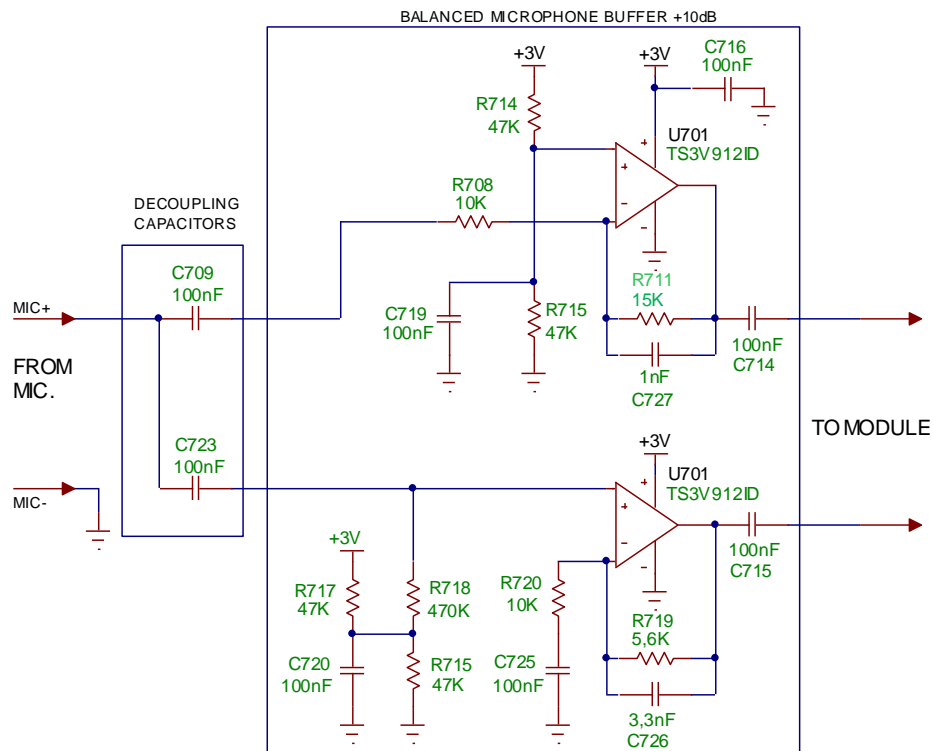 BALANCED MICROPHONE BUFFER +10dB
+3V
+3V
C716
100nF
R714
47K
U701
TS3V912ID
DECOUPLING
CAPACITORS
R708
10K
C709
100nF
MIC+
C719
100nF
R715
47K
R711
15K
100nF
C714
1nF
C727
FROM
MIC.
TO MODULE
C723
100nF
MIC-
+3V
U701
TS3V912ID
+3V
R717
47K
R718
470K
R720
10K
100nF
C715
R719
5,6K
C720
100nF
R715
47K
C725
100nF
3,3nF
C726